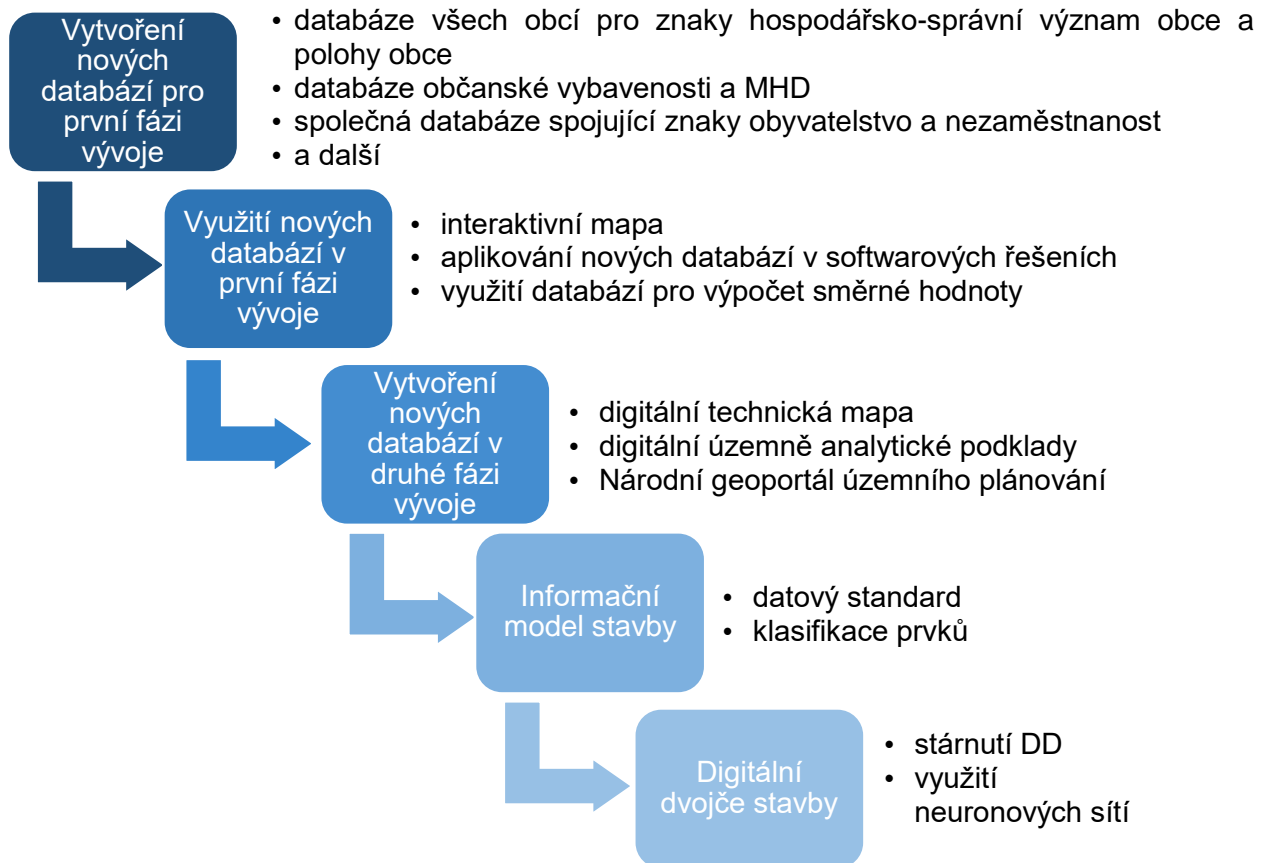 Vytvoření
nových
databází pro
první fázi
vývoje
• databáze všech obcí pro znaky hospodářsko-správní význam obce a
polohy obce
• databáze občanské vybavenosti a MHD
• společná databáze spojující znaky obyvatelstvo a nezaměstnanost
• a další
Využití nových
databází v
první fázi
vývoje
• interaktivní mapa
• aplikování nových databází v softwarových řešeních
• využití databází pro výpočet směrné hodnoty
Vytvoření
nových
databází v
druhé fázi
vývoje
• digitální technická mapa
• digitální územně analytické podklady
• Národní geoportál územního plánování
Informační
model stavby
• datový standard
• klasifikace prvků
Digitální
dvojče stavby
• stárnutí DD
• využití
neuronových sítí